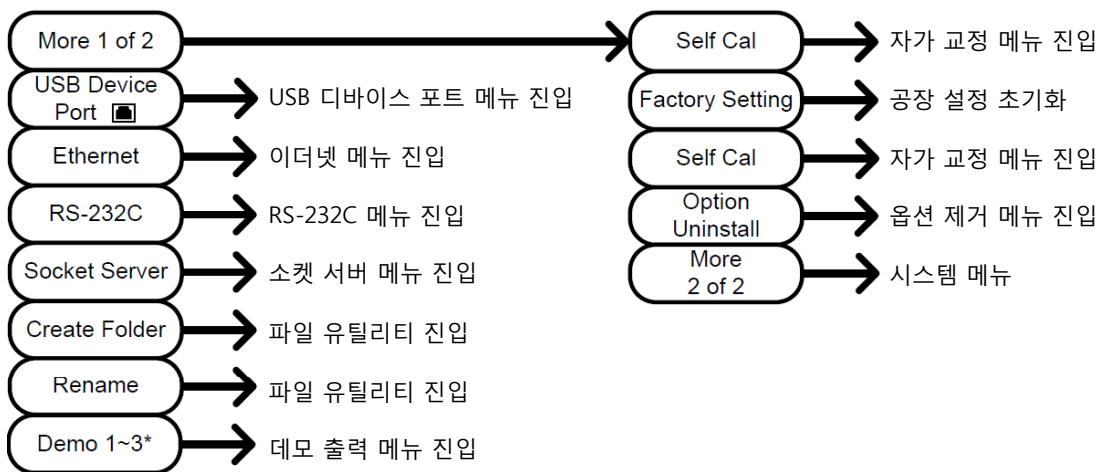 More 1 of 2
USB Device
Port
USB 디바이스 포트 메뉴 진입
Ethernet
이더넷 메뉴 진입
RS-232C
RS-232C 메뉴 진입
Socket Server
소켓 서버 메뉴 진입
Create Folder
파일 유틸리티 진입
Rename
파일 유틸리티 진입
Demo 1~3*
데모 출력 메뉴 진입
Self Cal
자가 교정 메뉴 진입
Factory Setting
공장 설정 초기화
Self Cal
자가 교정 메뉴 진입
Option
Uninstall
옵션 제거 메뉴 진입
More
2 of 2
시스템 메뉴